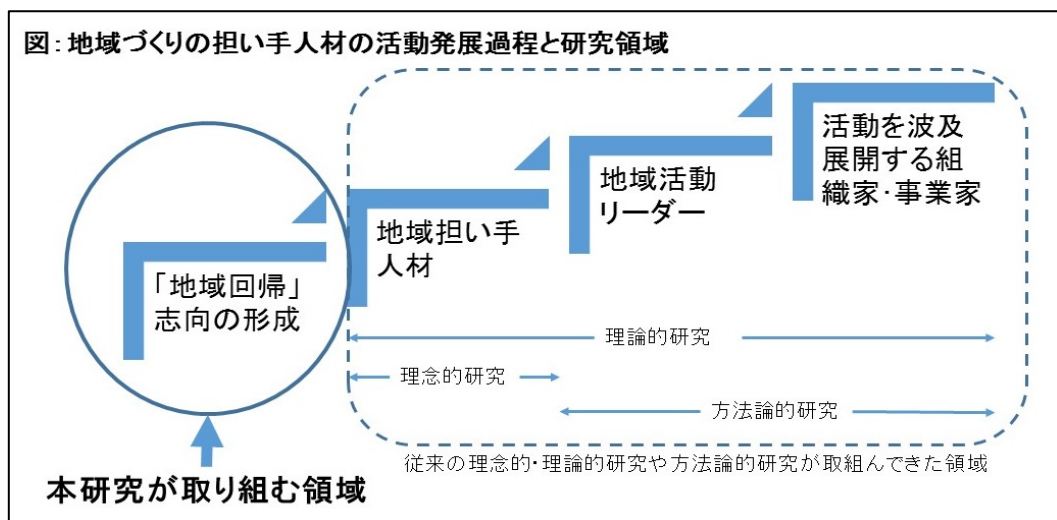 図：地域づくりの担い手人材の活動発展過程と研究領域
活動を波及
展開する組
織家・事業家
地域活動
リーダー
地域担い手
人材
「地域回帰」
志向の形成
理論的研究
理念的研究
方法論的研究
従来の理念的・理論的研究や方法論的研究が取組んできた領域
本研究が取り組む領域